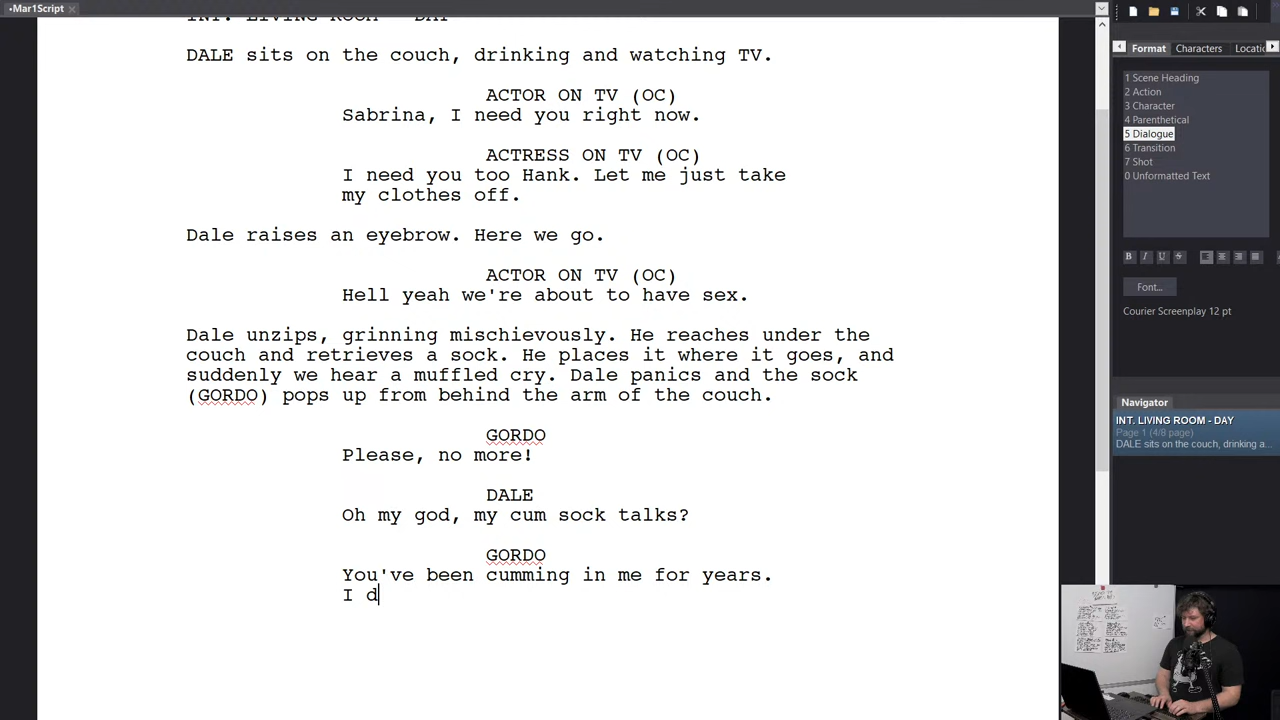 •Mar1Script
DALE sits on the couch, drinking and watching TV.
ACTOR ON TV (OC)
Sabrina, I need you right now.
ACTRESS ON TV (OC)
I need you too Hank. Let me just take
my clothes off.
Dale raises an eyebrow. Here we go.
ACTOR ON TV (OC)
Hell yeah we're about to have sex.
Dale unzips, grinning mischievously. He reaches under the
couch and retrieves a sock. He places it where it goes, and
suddenly we hear a muffled cry. Dale panics and the sock
(GORDO) pops up from behind the arm of the couch.
GORDO
Please, no more!
DALE
Oh my god, my cum sock talks?
GORDO
You've been cumming in me for years.
I d
Format Characters Locatio
1 Scene Heading
2 Action
3 Character
4 Parenthetical
5 Dialogue
6 Transition
7 Shot
0 Unformatted Text
B I U S
Font...
Courier Screenplay 12 pt
Navigator
INT. LIVING ROOM - DAY
Page 1 (4/8 page)
DALE sits on the couch, drinking a...